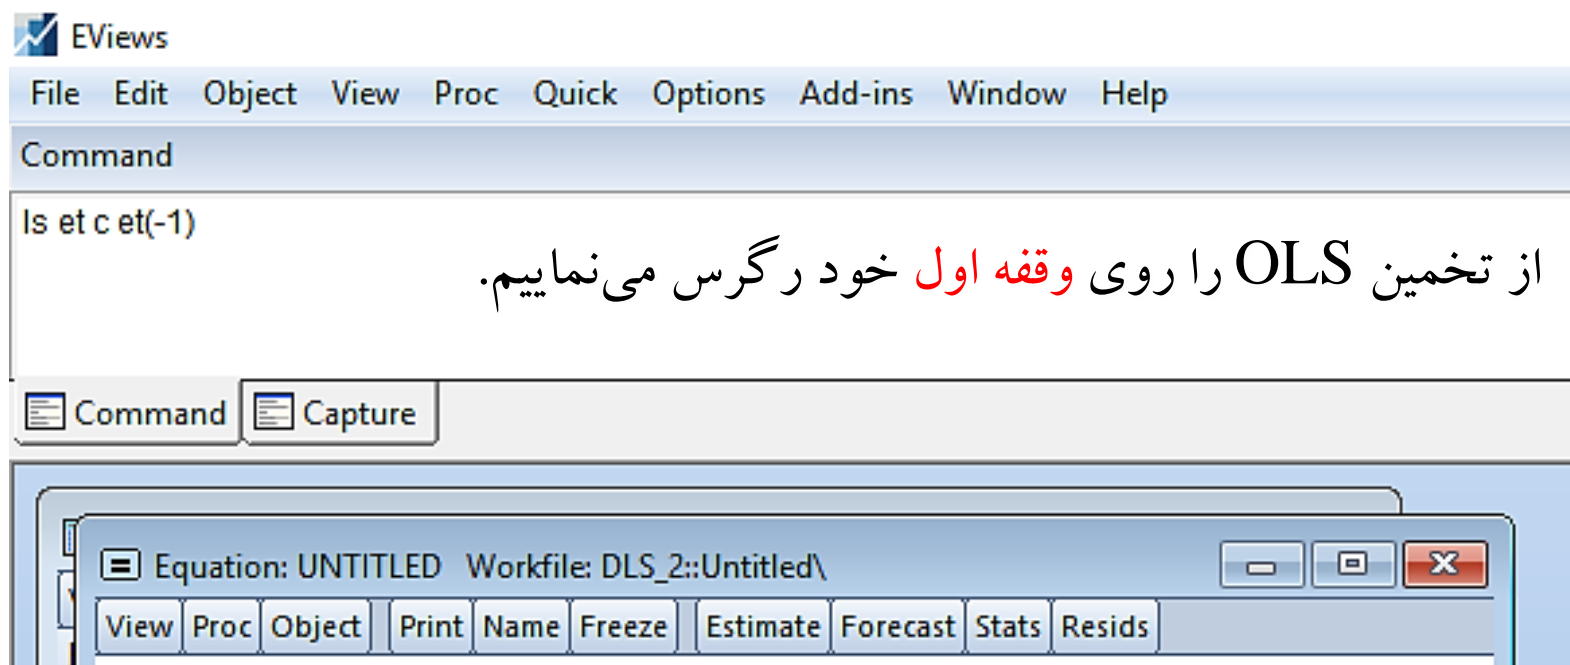 EViews
File Edit Object View Proc Quick Options Add-ins Window Help
Command
ls et c et(-1)
از تخمین OLS را روی وقفه اول خود رگرس می‌نماییم.
Command Capture
Equation: UNTITLED Workfile: DLS_2::Untitled\
View Proc Object Print Name Freeze Estimate Forecast Stats Resids